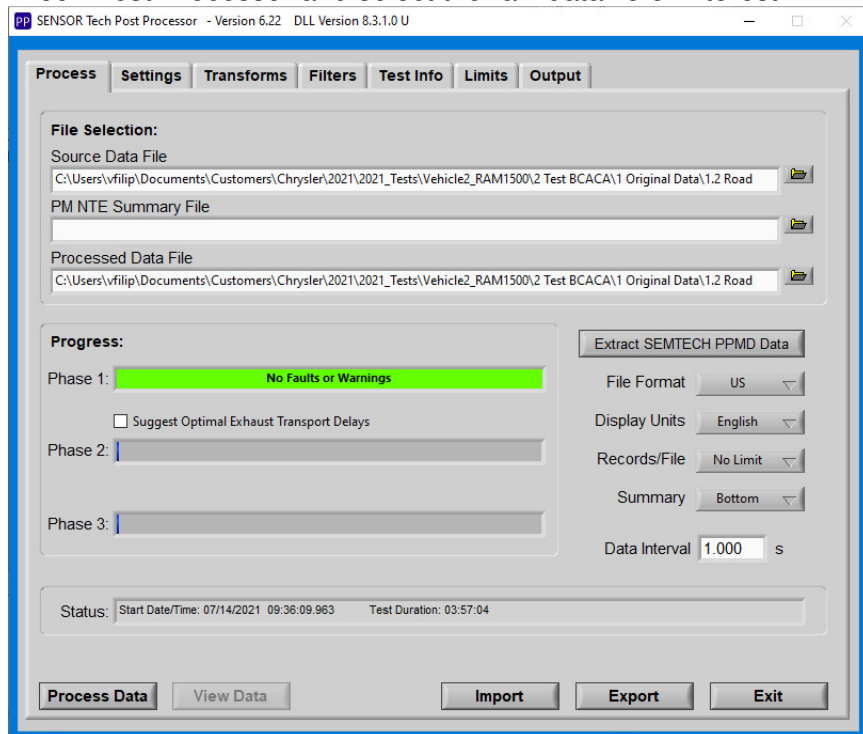 PP SENSOR Tech Post Processor - Version 6.22 DLL Version 8.3.1.0 U
Process Settings Transforms Filters Test Info Limits Output
File Selection:
Source Data File
C:\Users\vfilip\Documents\Customers\Chrysler\2021\2021_Tests\Vehicle2_RAM1500\2 Test BCACA\1 Original Data\1.2 Road
PM NTE Summary File
Processed Data File
C:\Users\vfilip\Documents\Customers\Chrysler\2021\2021_Tests\Vehicle2_RAM1500\2 Test BCACA\1 Original Data\1.2 Road
Progress:
Phase 1: No Faults or Warnings
Suggest Optimal Exhaust Transport Delays
Phase 2:
Phase 3:
Extract SEMTECH PPMD Data
File Format US
Display Units English
Records/File No Limit
Summary Bottom
Data Interval 1.000 s
Status: Start Date/Time: 07/14/2021 09:36:09.963 Test Duration: 03:57:04
Process Data View Data Import Export Exit